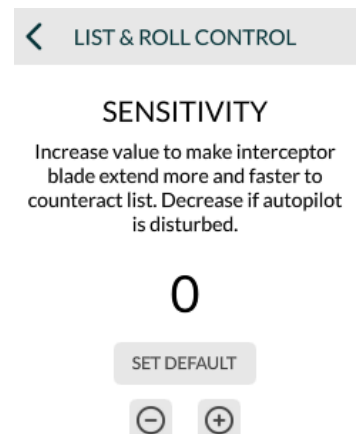 LIST & ROLL CONTROL
SENSITIVITY
Increase value to make interceptor
blade extend more and faster to
counteract list. Decrease if autopilot
is disturbed.
0
SET DEFAULT